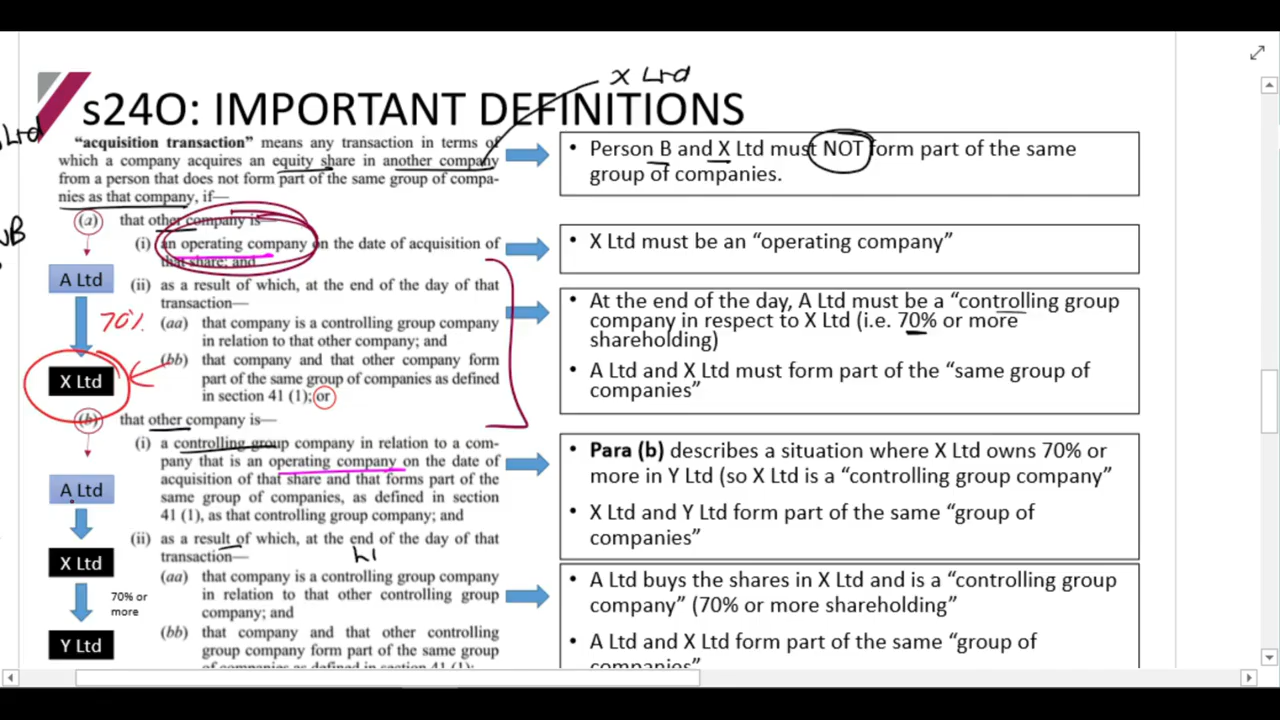 X Ltd
s24O: IMPORTANT DEFINITIONS
Ltd
"acquisition transaction" means any transaction in terms of
which a company acquires an equity share in another company
from a person that does not form part of the same group of compa-
nies as that company, if—
(a) that other company is—
(i) an operating company on the date of acquisition of
that share; and
(ii) as a result of which, at the end of the day of that
transaction—
(aa) that company is a controlling group company
in relation to that other company; and
(bb) that company and that other company form
part of the same group of companies as defined
in section 41 (1); or
(b) that other company is—
(i) a controlling group company in relation to a com-
pany that is an operating company on the date of
acquisition of that share and that forms part of the
same group of companies, as defined in section
41 (1), as that controlling group company; and
(ii) as a result of which, at the end of the day of that
transaction—
(aa) that company is a controlling group company
in relation to that other controlling group
company; and
(bb) that company and that other controlling
group company form part of the same group
of companies as defined in section 41 (1);
A Ltd
70%
X Ltd
A Ltd
X Ltd
70% or
more
Y Ltd
• Person B and X Ltd must NOT form part of the same
group of companies.
• X Ltd must be an "operating company"
• At the end of the day, A Ltd must be a "controlling group
company in respect to X Ltd (i.e. 70% or more
shareholding)
• A Ltd and X Ltd must form part of the "same group of
companies"
• Para (b) describes a situation where X Ltd owns 70% or
more in Y Ltd (so X Ltd is a "controlling group company"
• X Ltd and Y Ltd form part of the same "group of
companies"
• A Ltd buys the shares in X Ltd and is a "controlling group
company" (70% or more shareholding"
• A Ltd and X Ltd form part of the same "group of
companies"